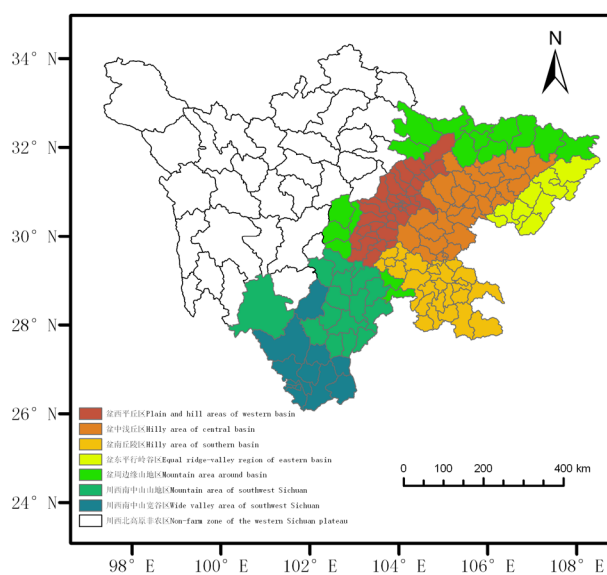 N
34° N
32° N
30° N
28° N
26° N
24° N
盆西平丘区Plain and hill areas of western basin
盆中浅丘区Hilly area of central basin
盆南丘陵区Hilly area of southern basin
盆东平行岭谷区Equal ridge-valley region of eastern basin
盆周边缘山地区Mountain area around basin
川西南中山山地区Mountain area of southwest Sichuan
川西南中山宽谷区Wide valley area of southwest Sichuan
川西北高原非农区Non-farm zone of the western Sichuan plateau
0 100 200 400 km
98° E 100° E 102° E 104° E 106° E 108° E